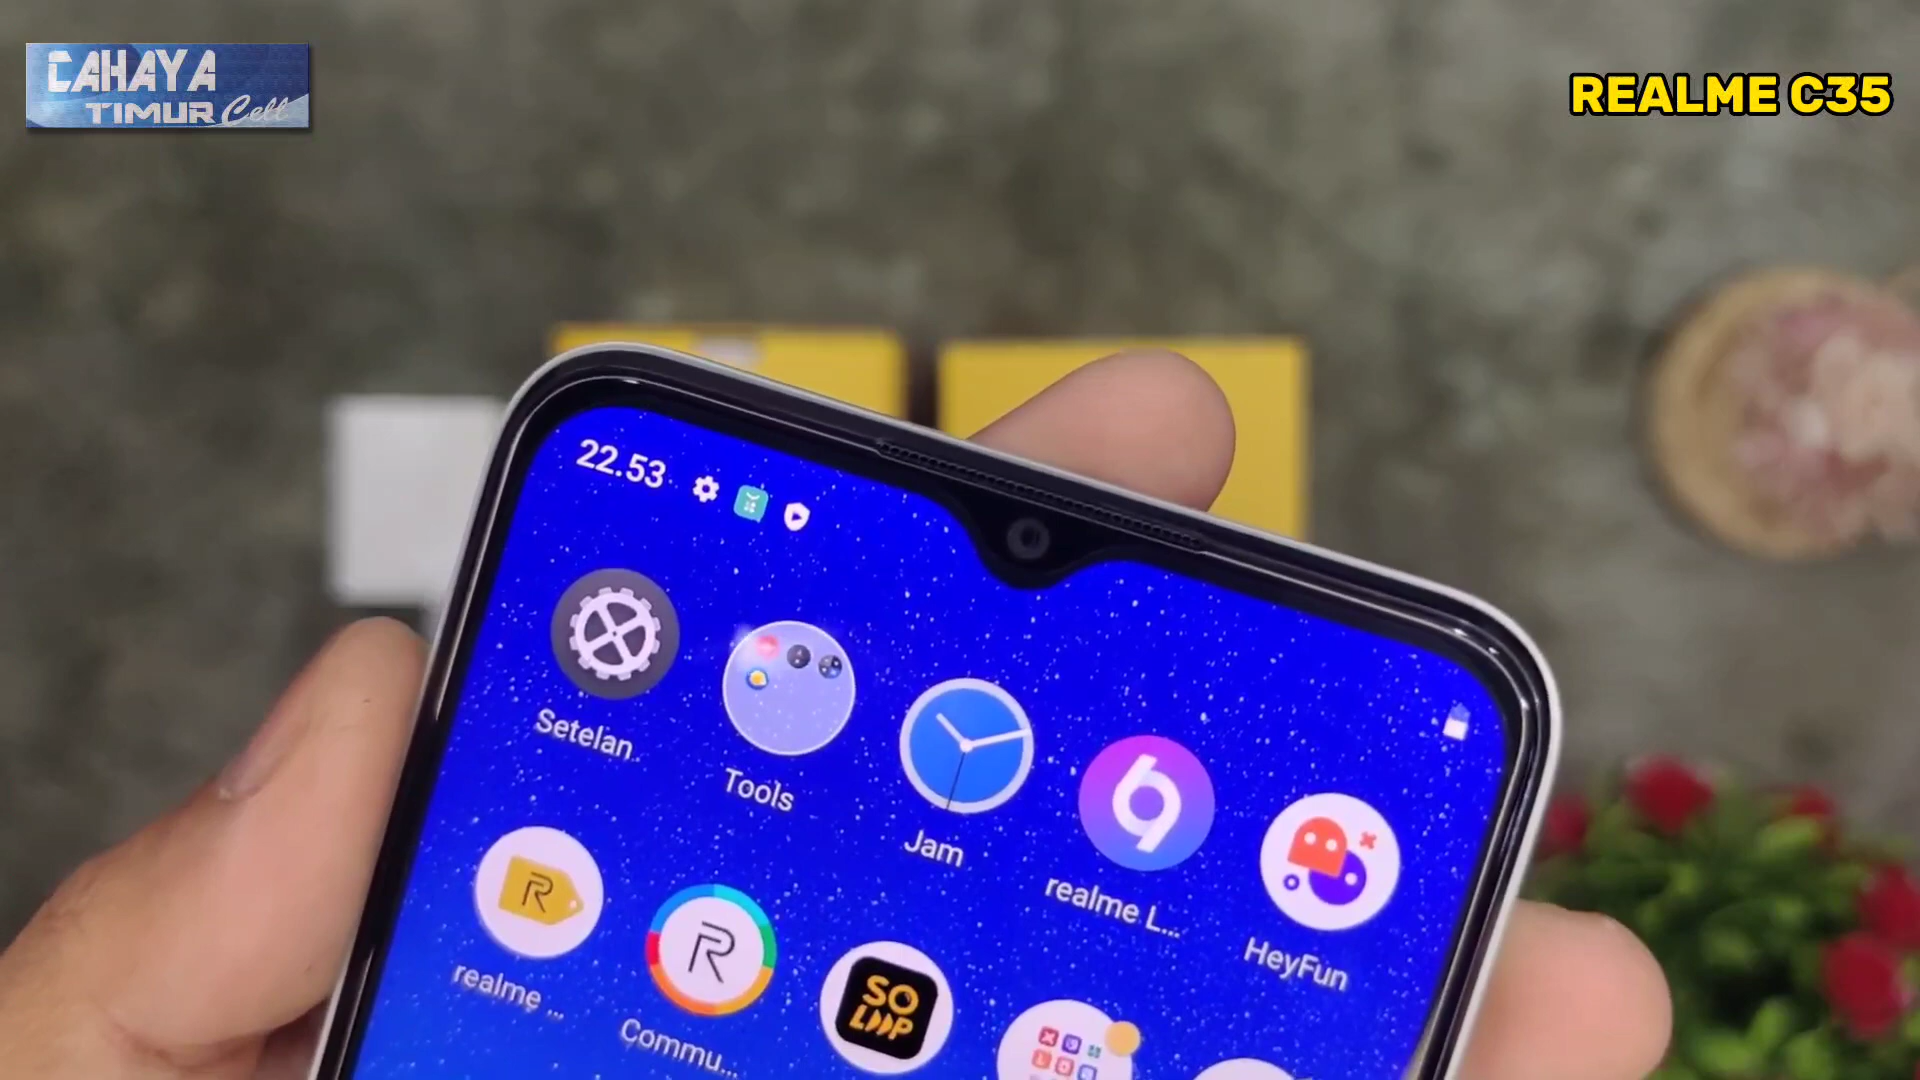 CAHAYA
TIMUR Cell
REALME C35
22.53
Setelan
Tools
Jam
realme L...
HeyFun
R
realme ...
R
Commu...
SO
LOOP